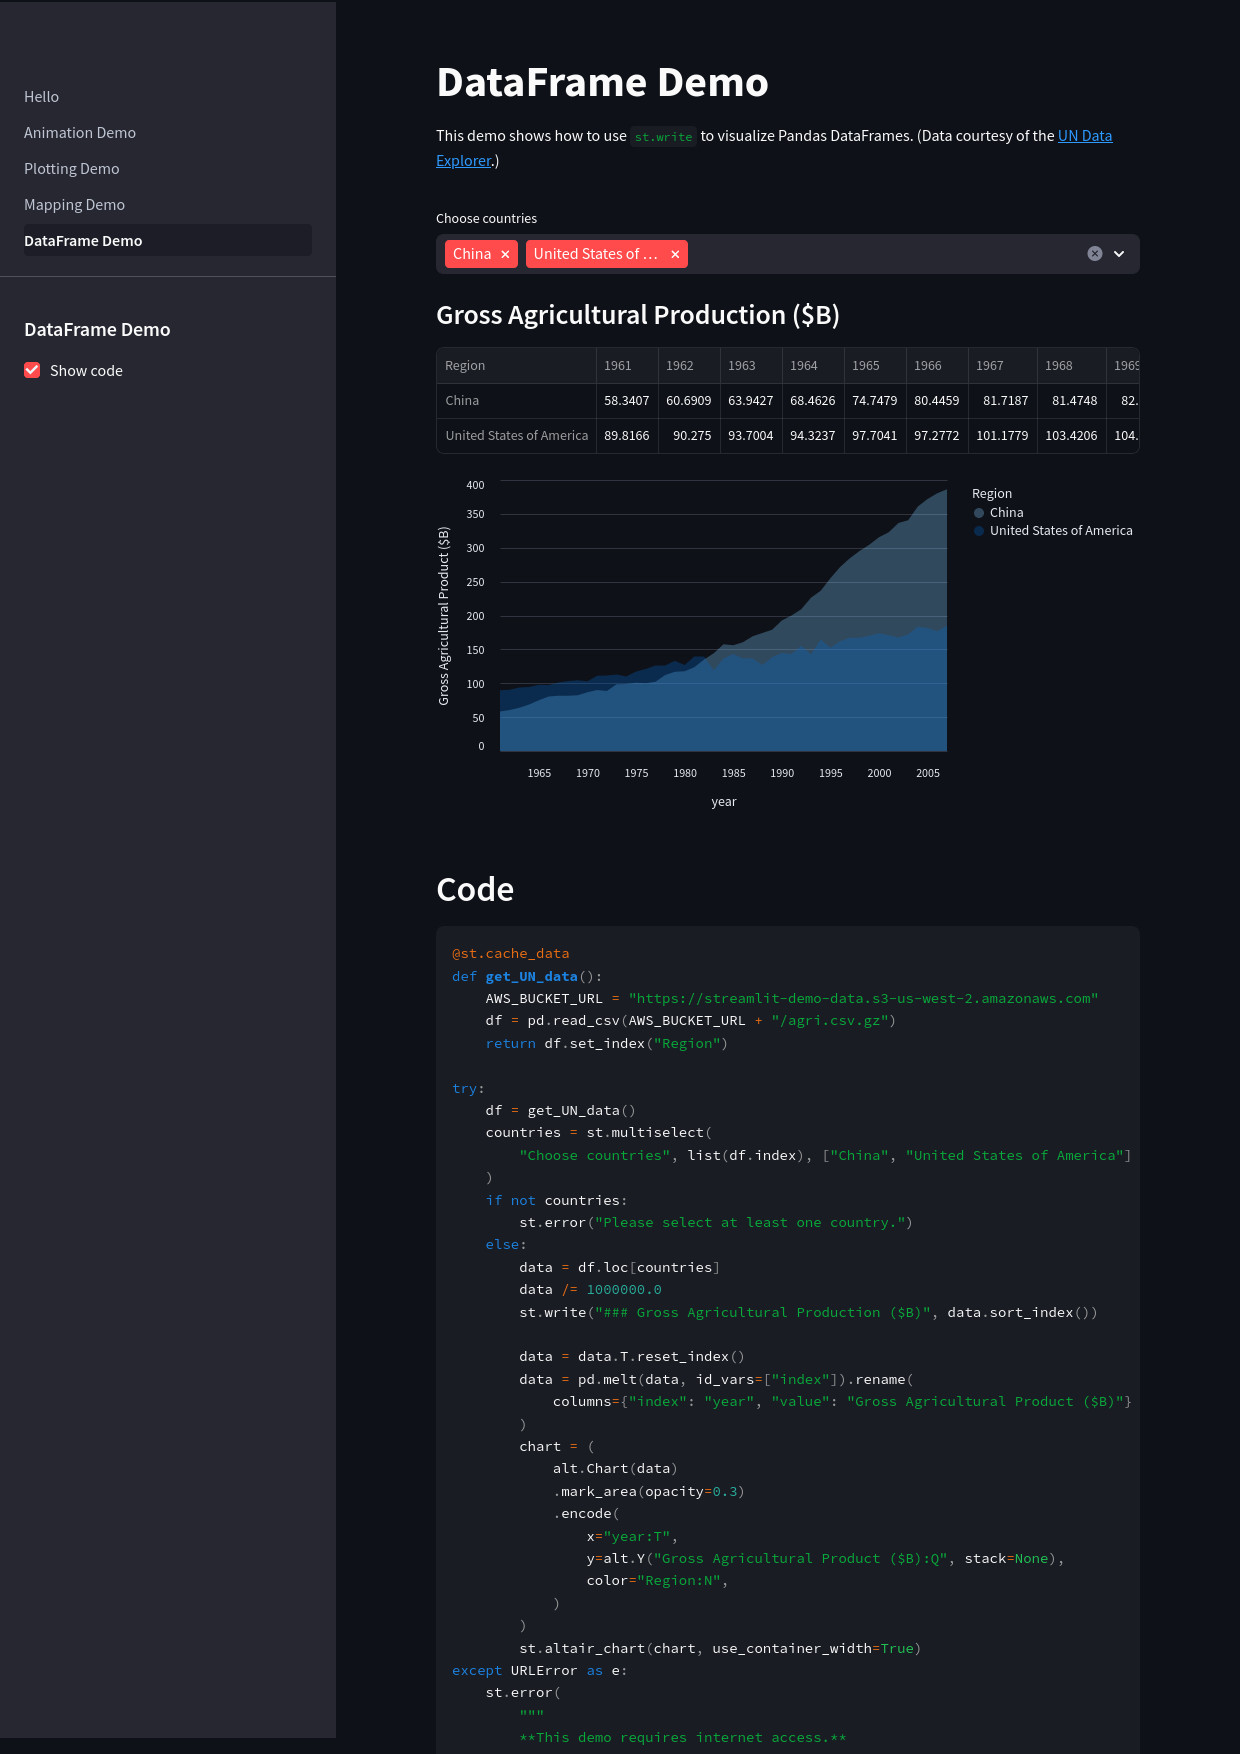 Hello
Animation Demo
Plotting Demo
Mapping Demo
DataFrame Demo
DataFrame Demo
Show code
DataFrame Demo
This demo shows how to use st.write to visualize Pandas DataFrames. (Data courtesy of the UN Data
Explorer.)
Choose countries
China
United States of ...
Gross Agricultural Production ($B)
Region 1961 1962 1963 1964 1965 1966 1967 1968 1969
China 58.3407 60.6909 63.9427 68.4626 74.7479 80.4459 81.7187 81.4748 82.
United States of America 89.8166 90.275 93.7004 94.3237 97.7041 97.2772 101.1779 103.4206 104.
Gross Agricultural Product ($B)
400
350
300
250
200
150
100
50
0
1965 1970 1975 1980 1985 1990 1995 2000 2005
year
Region
China
United States of America
Code
@st.cache_data
def get_UN_data():
    AWS_BUCKET_URL = "https://streamlit-demo-data.s3-us-west-2.amazonaws.com"
    df = pd.read_csv(AWS_BUCKET_URL + "/agri.csv.gz")
    return df.set_index("Region")
try:
    df = get_UN_data()
    countries = st.multiselect(
        "Choose countries", list(df.index), ["China", "United States of America"]
    )
    if not countries:
        st.error("Please select at least one country.")
    else:
        data = df.loc[countries]
        data /= 1000000.0
        st.write("### Gross Agricultural Production ($B)", data.sort_index())
        data = data.T.reset_index()
        data = pd.melt(data, id_vars=["index"]).rename(
            columns={"index": "year", "value": "Gross Agricultural Product ($B)"}
        )
        chart = (
            alt.Chart(data)
            .mark_area(opacity=0.3)
            .encode(
                x="year:T",
                y=alt.Y("Gross Agricultural Product ($B):Q", stack=None),
                color="Region:N",
            )
        )
        st.altair_chart(chart, use_container_width=True)
except URLError as e:
    st.error(
        """
        **This demo requires internet access.**